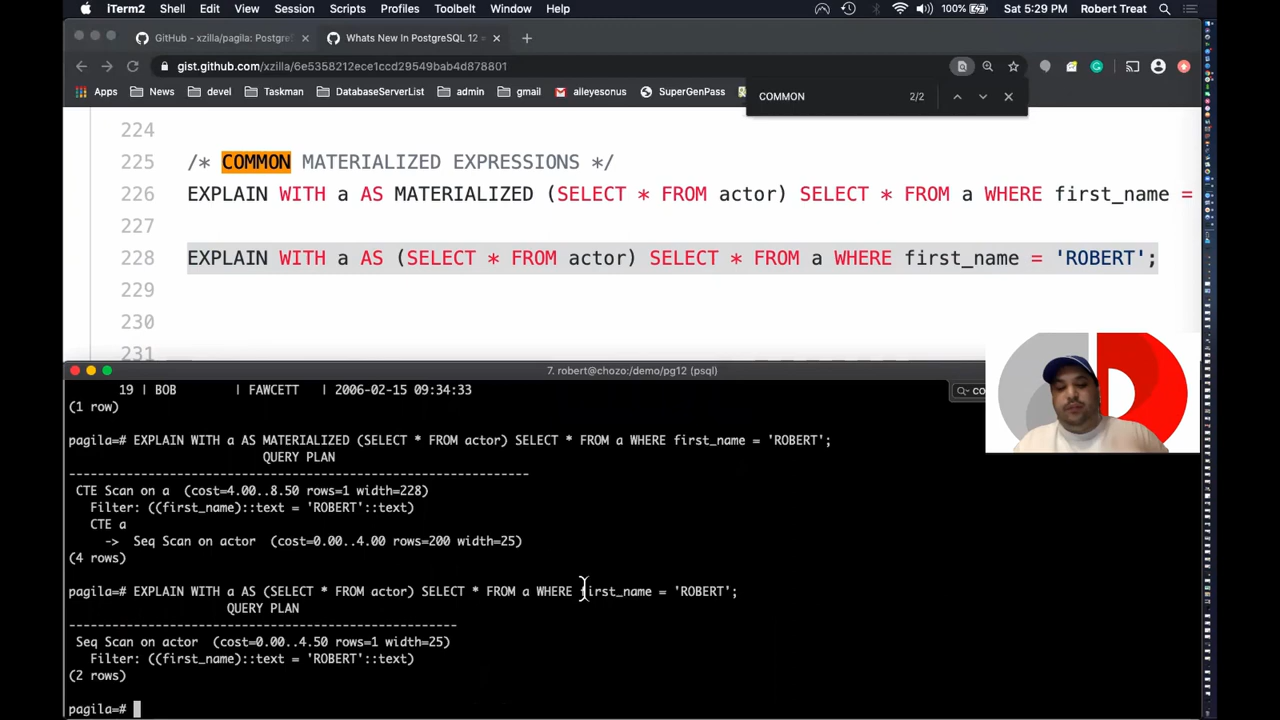 iTerm2 Shell Edit View Session Scripts Profiles Toolbelt Window Help 100% Sat 5:29 PM Robert Treat
GitHub - xzilla/pagila: Postgre
Whats New In PostgreSQL 12
gist.github.com/xzilla/6e5358212ece1ccd29549bab4d878801
Apps News devel Taskman DatabaseServerList admin gmail alleyesonus SuperGenPass
COMMON 2/2
224
225 /* COMMON MATERIALIZED EXPRESSIONS */
226 EXPLAIN WITH a AS MATERIALIZED (SELECT * FROM actor) SELECT * FROM a WHERE first_name =
227
228 EXPLAIN WITH a AS (SELECT * FROM actor) SELECT * FROM a WHERE first_name = 'ROBERT';
229
230
231
7. robert@chozo:/demo/pg12 (psql)
co
19 | BOB | FAWCETT | 2006-02-15 09:34:33
(1 row)
pagila=# EXPLAIN WITH a AS MATERIALIZED (SELECT * FROM actor) SELECT * FROM a WHERE first_name = 'ROBERT';
QUERY PLAN
------------------------------------------------------------
CTE Scan on a (cost=4.00..8.50 rows=1 width=228)
Filter: ((first_name)::text = 'ROBERT'::text)
CTE a
-> Seq Scan on actor (cost=0.00..4.00 rows=200 width=25)
(4 rows)
pagila=# EXPLAIN WITH a AS (SELECT * FROM actor) SELECT * FROM a WHERE first_name = 'ROBERT';
QUERY PLAN
---------------------------------------------------
Seq Scan on actor (cost=0.00..4.50 rows=1 width=25)
Filter: ((first_name)::text = 'ROBERT'::text)
(2 rows)
pagila=#